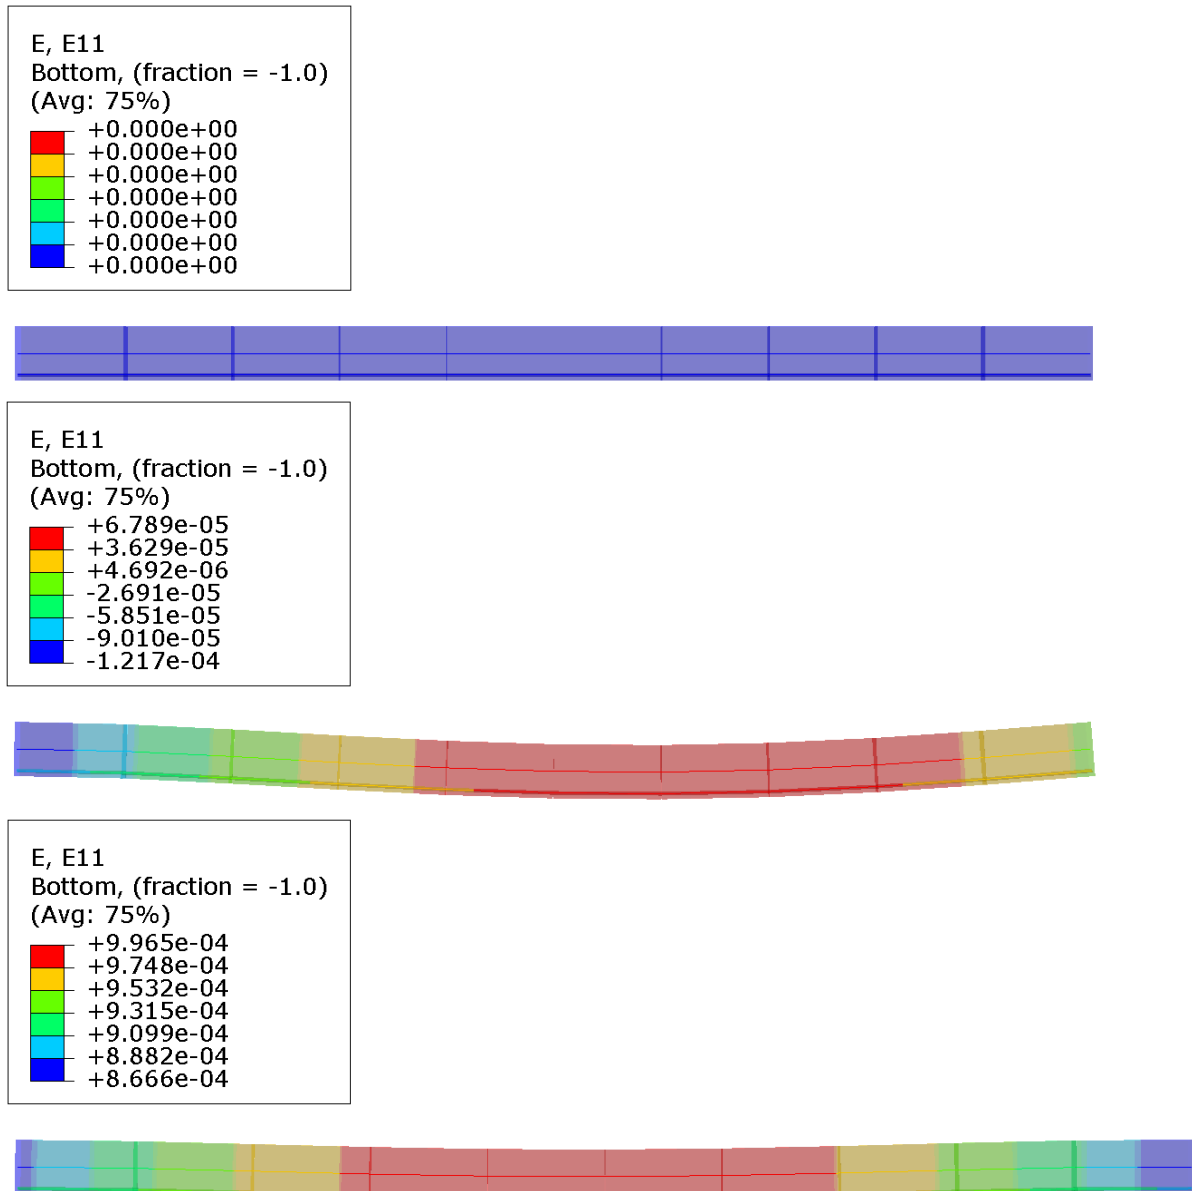 E, E11
Bottom, (fraction = -1.0)
(Avg: 75%)
+0.000e+00
+0.000e+00
+0.000e+00
+0.000e+00
+0.000e+00
+0.000e+00
+0.000e+00
E, E11
Bottom, (fraction = -1.0)
(Avg: 75%)
+6.789e-05
+3.629e-05
+4.692e-06
-2.691e-05
-5.851e-05
-9.010e-05
-1.217e-04
E, E11
Bottom, (fraction = -1.0)
(Avg: 75%)
+9.965e-04
+9.748e-04
+9.532e-04
+9.315e-04
+9.099e-04
+8.882e-04
+8.666e-04